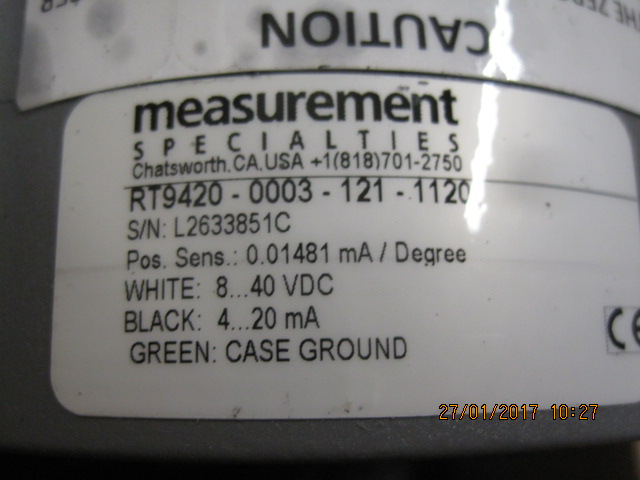 CAUTION
THE ZERO
measurement
SPECIALTIES
Chatsworth, CA, USA +1(818)701-2750
RT9420 - 0003 - 121 - 1120
S/N: L2633851C
Pos. Sens.: 0.01481 mA / Degree
WHITE: 8...40 VDC
BLACK: 4...20 mA
GREEN: CASE GROUND
CE
27/01/2017 10:27